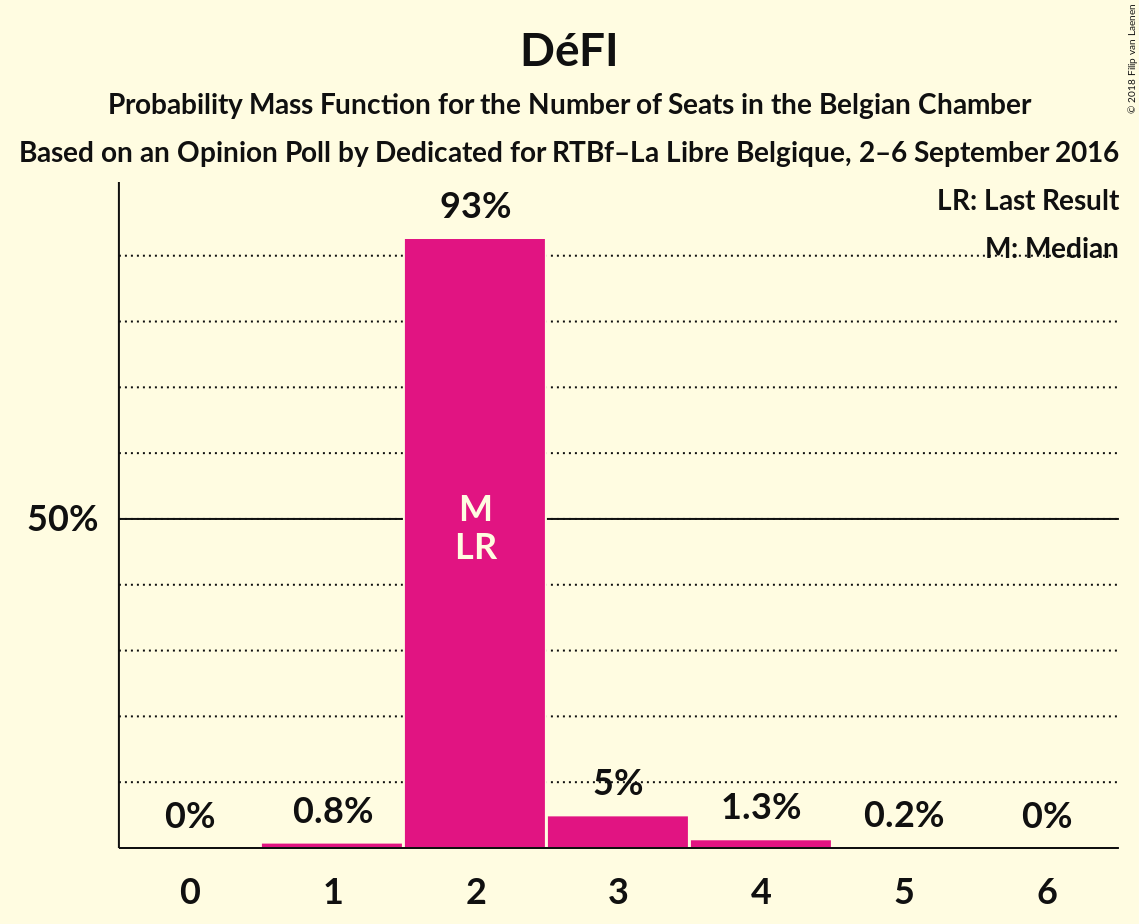 DéFI
Probability Mass Function for the Number of Seats in the Belgian Chamber
Based on an Opinion Poll by Dedicated for RTBf–La Libre Belgique, 2–6 September 2016
© 2018 Filip van Laenen
LR: Last Result
M: Median
93%
50%
M
LR
0%
0.8%
5%
1.3%
0.2%
0%
0
1
2
3
4
5
6